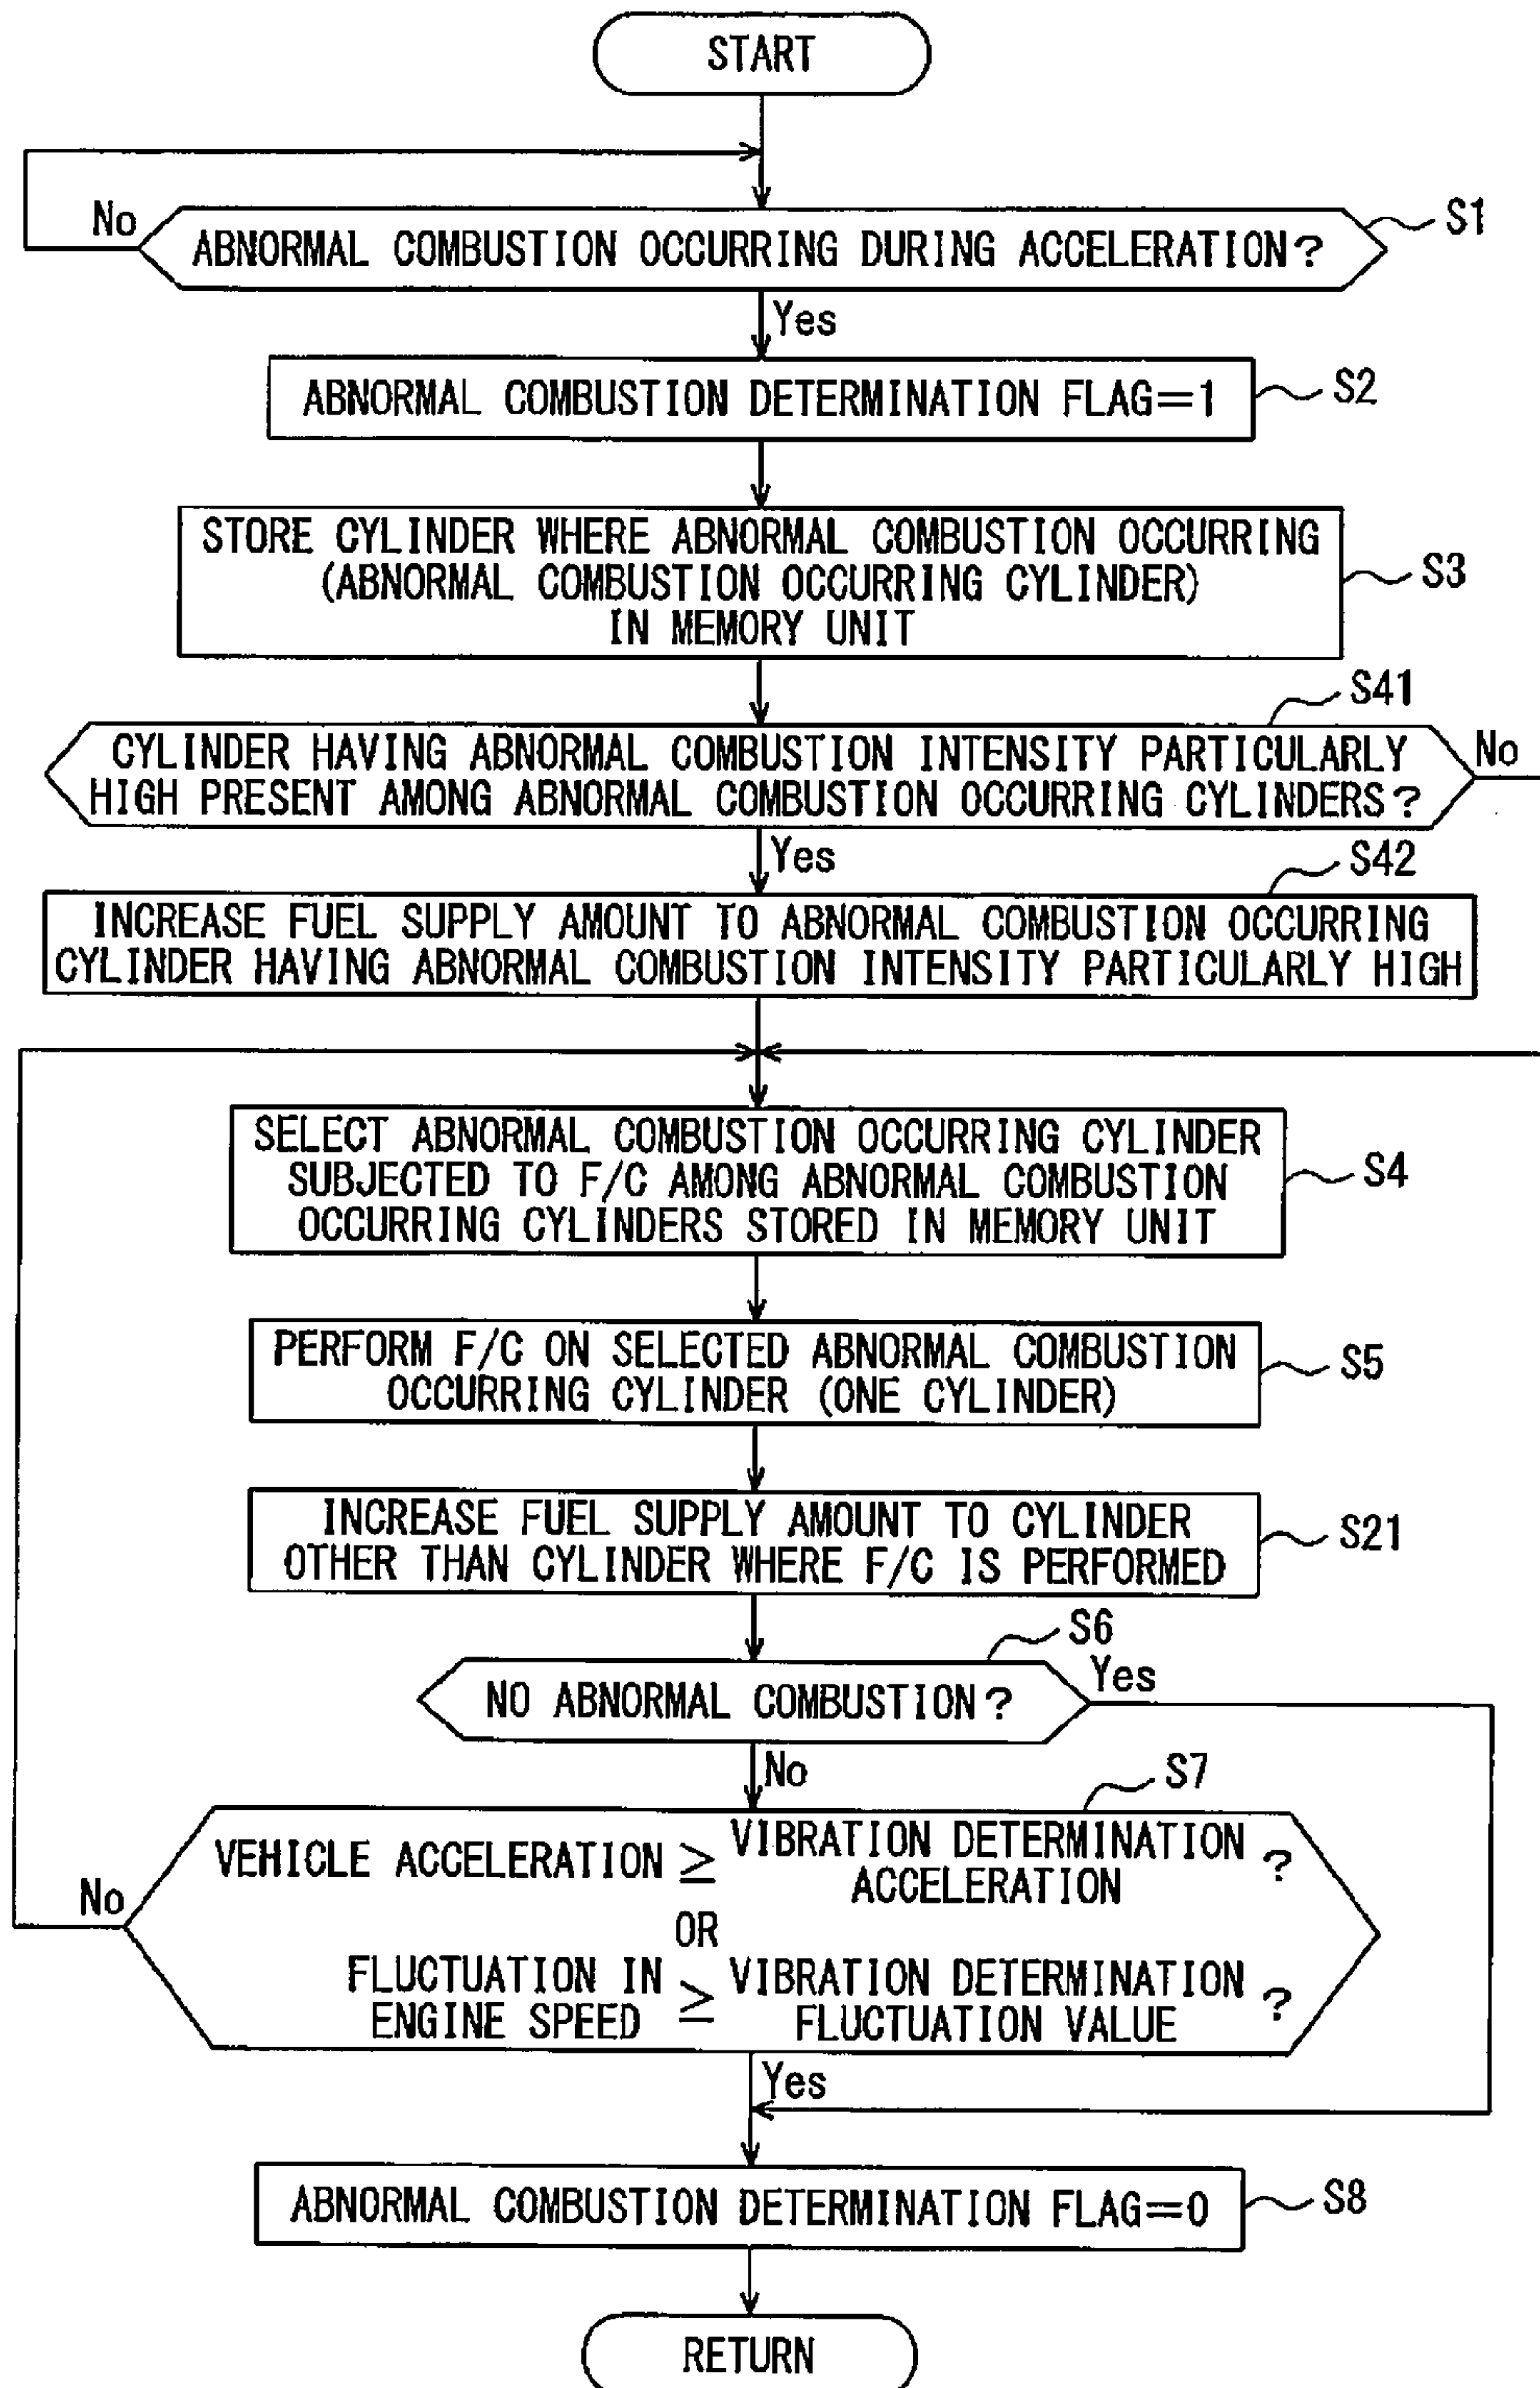 START
No
ABNORMAL COMBUSTION OCCURRING DURING ACCELERATION?
S1
Yes
ABNORMAL COMBUSTION DETERMINATION FLAG=1
S2
STORE CYLINDER WHERE ABNORMAL COMBUSTION OCCURRING
(ABNORMAL COMBUSTION OCCURRING CYLINDER)
IN MEMORY UNIT
S3
S41
CYLINDER HAVING ABNORMAL COMBUSTION INTENSITY PARTICULARLY
HIGH PRESENT AMONG ABNORMAL COMBUSTION OCCURRING CYLINDERS?
No
Yes
S42
INCREASE FUEL SUPPLY AMOUNT TO ABNORMAL COMBUSTION OCCURRING
CYLINDER HAVING ABNORMAL COMBUSTION INTENSITY PARTICULARLY HIGH
SELECT ABNORMAL COMBUSTION OCCURRING CYLINDER
SUBJECTED TO F/C AMONG ABNORMAL COMBUSTION
OCCURRING CYLINDERS STORED IN MEMORY UNIT
S4
PERFORM F/C ON SELECTED ABNORMAL COMBUSTION
OCCURRING CYLINDER (ONE CYLINDER)
S5
INCREASE FUEL SUPPLY AMOUNT TO CYLINDER
OTHER THAN CYLINDER WHERE F/C IS PERFORMED
S21
S6
NO ABNORMAL COMBUSTION?
Yes
No
S7
VEHICLE ACCELERATION ≥ VIBRATION DETERMINATION
ACCELERATION ?
No
OR
FLUCTUATION IN
ENGINE SPEED ≥ VIBRATION DETERMINATION
FLUCTUATION VALUE ?
Yes
ABNORMAL COMBUSTION DETERMINATION FLAG=0
S8
RETURN